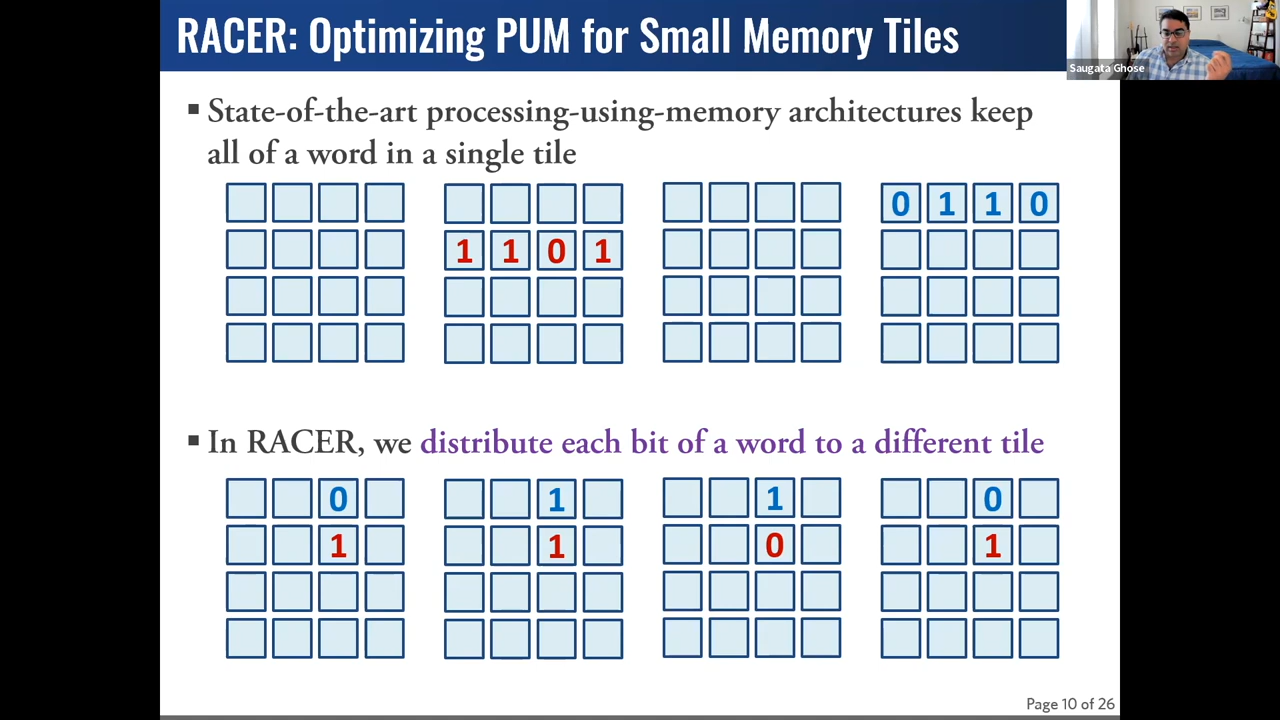 RACER: Optimizing PUM for Small Memory Tiles
Saugata Ghose
▪ State-of-the-art processing-using-memory architectures keep
all of a word in a single tile
0 1 1 0
1 1 0 1
▪ In RACER, we distribute each bit of a word to a different tile
0 1 1 0
1 1 0 1
Page 10 of 26